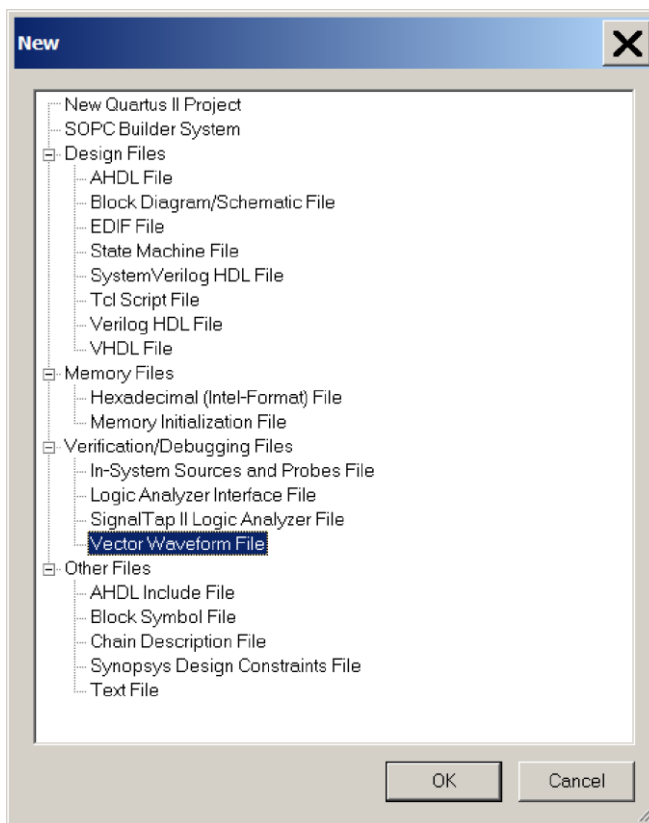 New
New Quartus II Project
SOPC Builder System
Design Files
AHDL File
Block Diagram/Schematic File
EDIF File
State Machine File
SystemVerilog HDL File
Tcl Script File
Verilog HDL File
VHDL File
Memory Files
Hexadecimal (Intel-Format) File
Memory Initialization File
Verification/Debugging Files
In-System Sources and Probes File
Logic Analyzer Interface File
SignalTap II Logic Analyzer File
Vector Waveform File
Other Files
AHDL Include File
Block Symbol File
Chain Description File
Synopsys Design Constraints File
Text File
OK Cancel